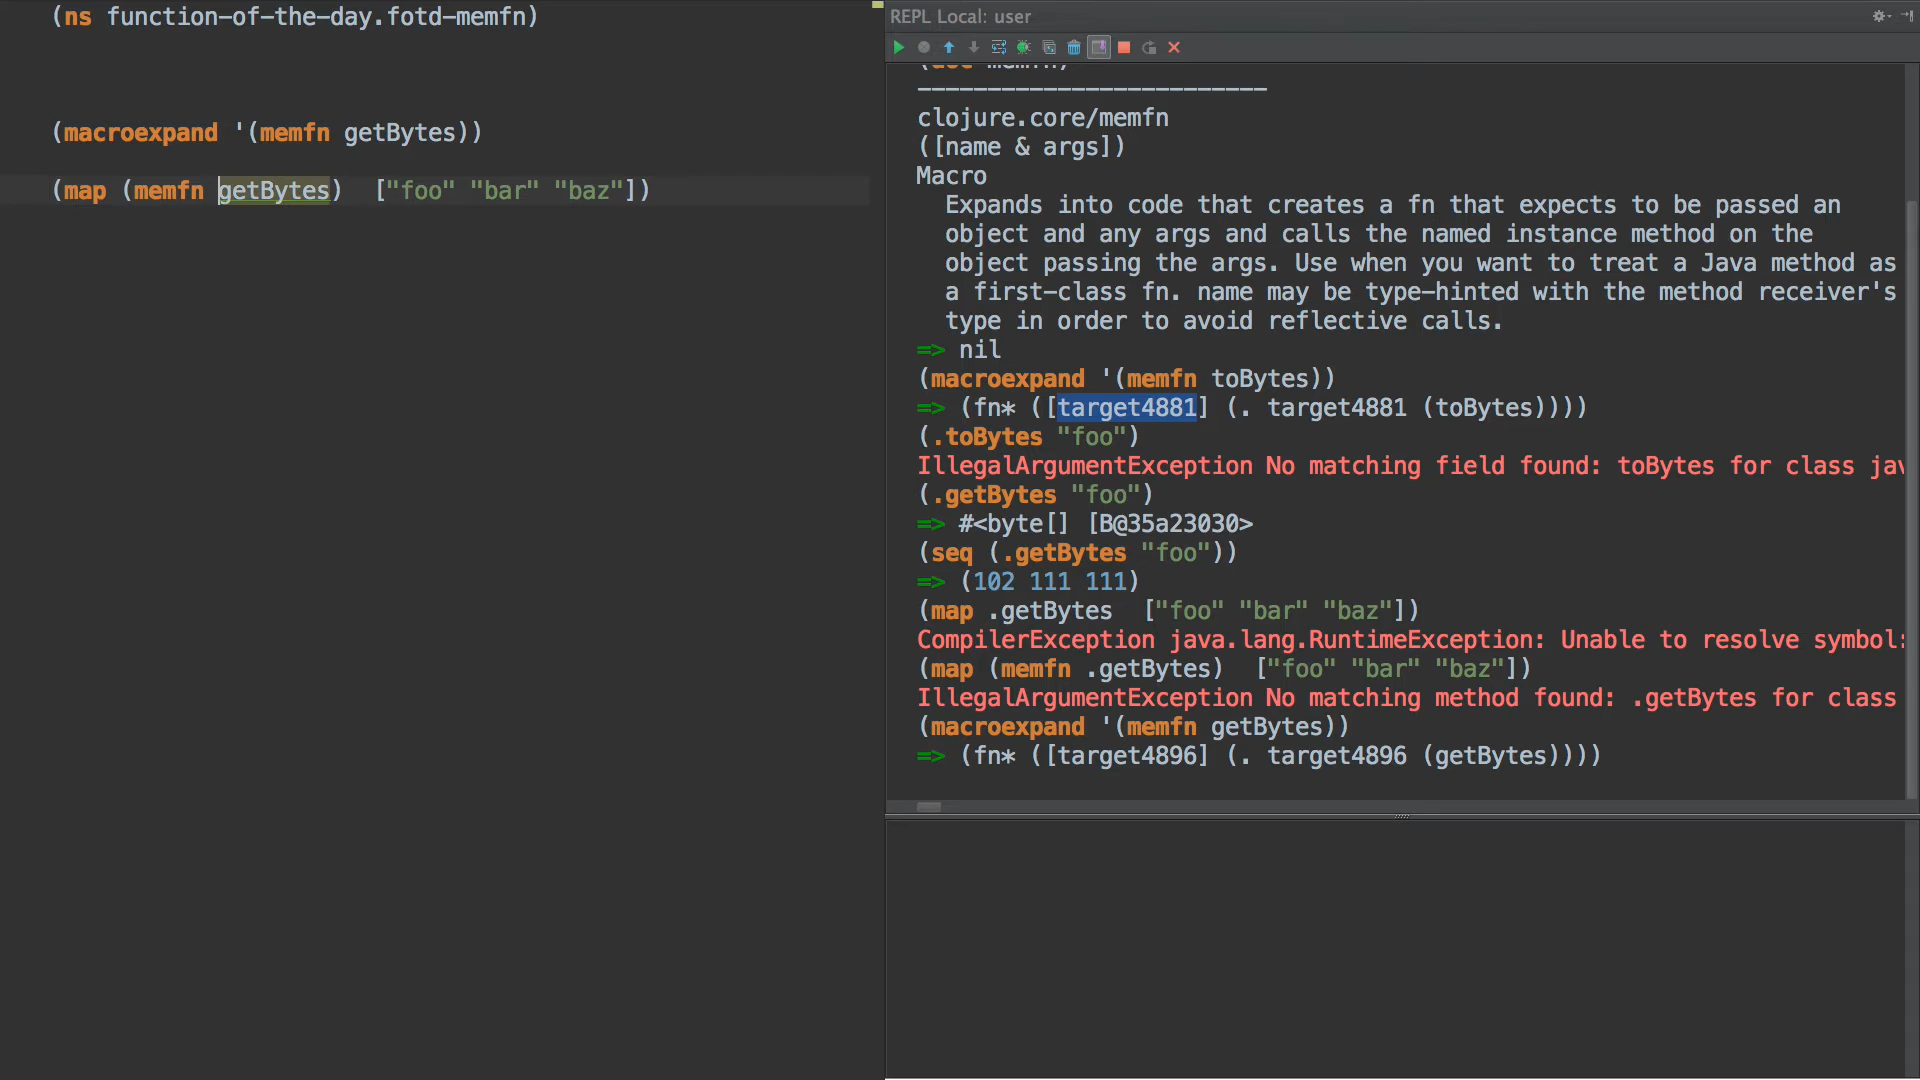 (ns function-of-the-day.fotd-memfn)
(macroexpand '(memfn getBytes))
(map (memfn getBytes)  ["foo" "bar" "baz"])
REPL Local: user
--------------------------
clojure.core/memfn
([name & args])
Macro
Expands into code that creates a fn that expects to be passed an
object and any args and calls the named instance method on the
object passing the args. Use when you want to treat a Java method as
a first-class fn. name may be type-hinted with the method receiver's
type in order to avoid reflective calls.
=> nil
(macroexpand '(memfn toBytes))
=> (fn* ([target4881] (. target4881 (toBytes))))
(.toBytes "foo")
IllegalArgumentException No matching field found: toBytes for class jav
(.getBytes "foo")
=> #<byte[] [B@35a23030>
(seq (.getBytes "foo"))
=> (102 111 111)
(map .getBytes  ["foo" "bar" "baz"])
CompilerException java.lang.RuntimeException: Unable to resolve symbol:
(map (memfn .getBytes)  ["foo" "bar" "baz"])
IllegalArgumentException No matching method found: .getBytes for class
(macroexpand '(memfn getBytes))
=> (fn* ([target4896] (. target4896 (getBytes))))